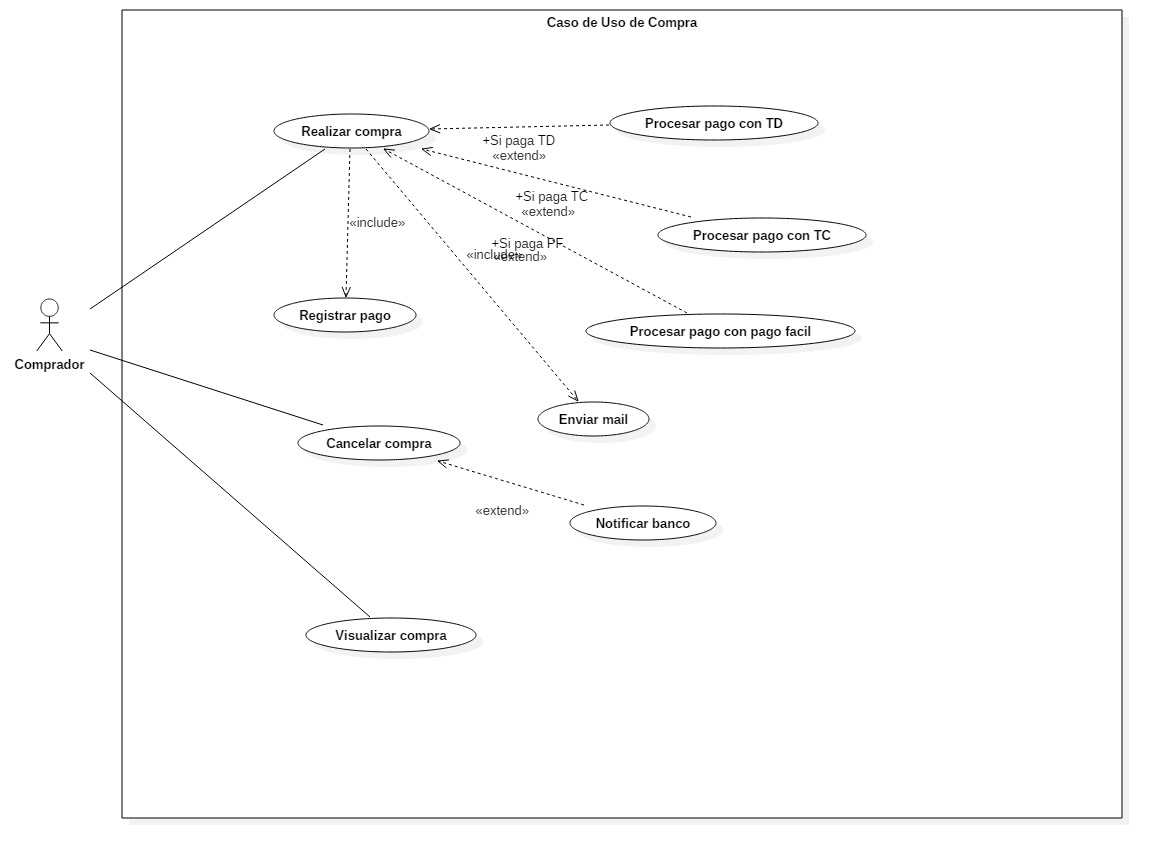 Caso de Uso de Compra
Realizar compra
Procesar pago con TD
+Si paga TD
«extend»
+Si paga TC
«extend»
«include»
Procesar pago con TC
+Si paga PF
«include»
«extend»
Registrar pago
Procesar pago con pago facil
Comprador
Enviar mail
Cancelar compra
«extend»
Notificar banco
Visualizar compra